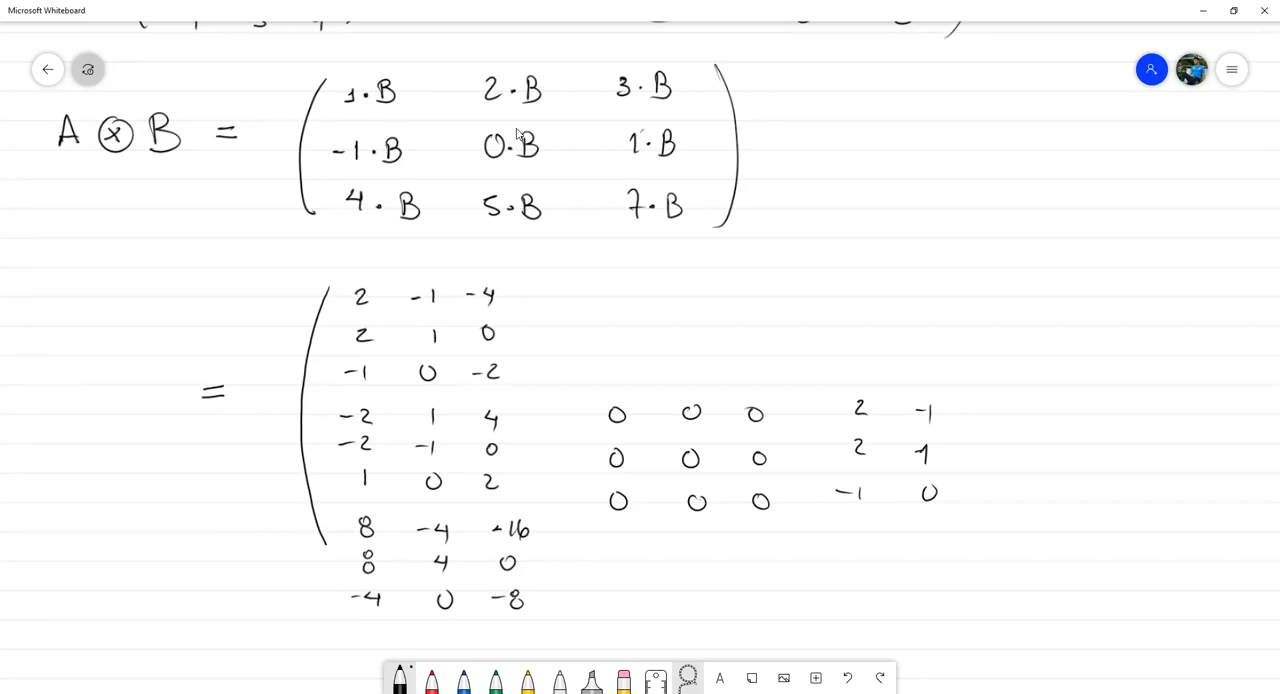 Microsoft Whiteboard
A ⊗ B = ( 1·B 2·B 3·B
-1·B 0·B 1·B
4·B 5·B 7·B )
= ( 2 -1 -4
2 1 0
-1 0 -2
-2 1 4 0 0 0 2 -1
-2 -1 0 0 0 0 2 1
1 0 2 0 0 0 -1 0
8 -4 -16
8 4 0
-4 0 -8
A